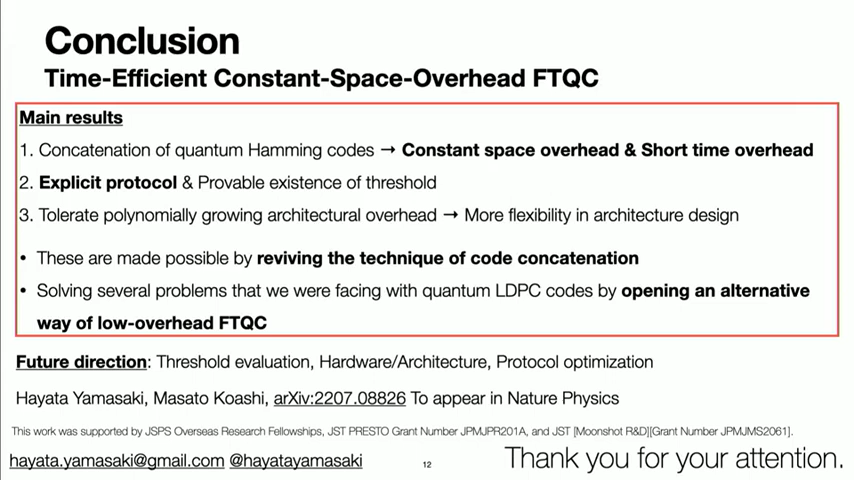 Conclusion
Time-Efficient Constant-Space-Overhead FTQC
Main results
1. Concatenation of quantum Hamming codes → Constant space overhead & Short time overhead
2. Explicit protocol & Provable existence of threshold
3. Tolerate polynomially growing architectural overhead → More flexibility in architecture design
• These are made possible by reviving the technique of code concatenation
• Solving several problems that we were facing with quantum LDPC codes by opening an alternative
way of low-overhead FTQC
Future direction: Threshold evaluation, Hardware/Architecture, Protocol optimization
Hayata Yamasaki, Masato Koashi, arXiv:2207.08826 To appear in Nature Physics
This work was supported by JSPS Overseas Research Fellowships, JST PRESTO Grant Number JPMJPR201A, and JST [Moonshot R&D][Grant Number JPMJMS2061].
hayata.yamasaki@gmail.com @hayatayamasaki
12
Thank you for your attention.